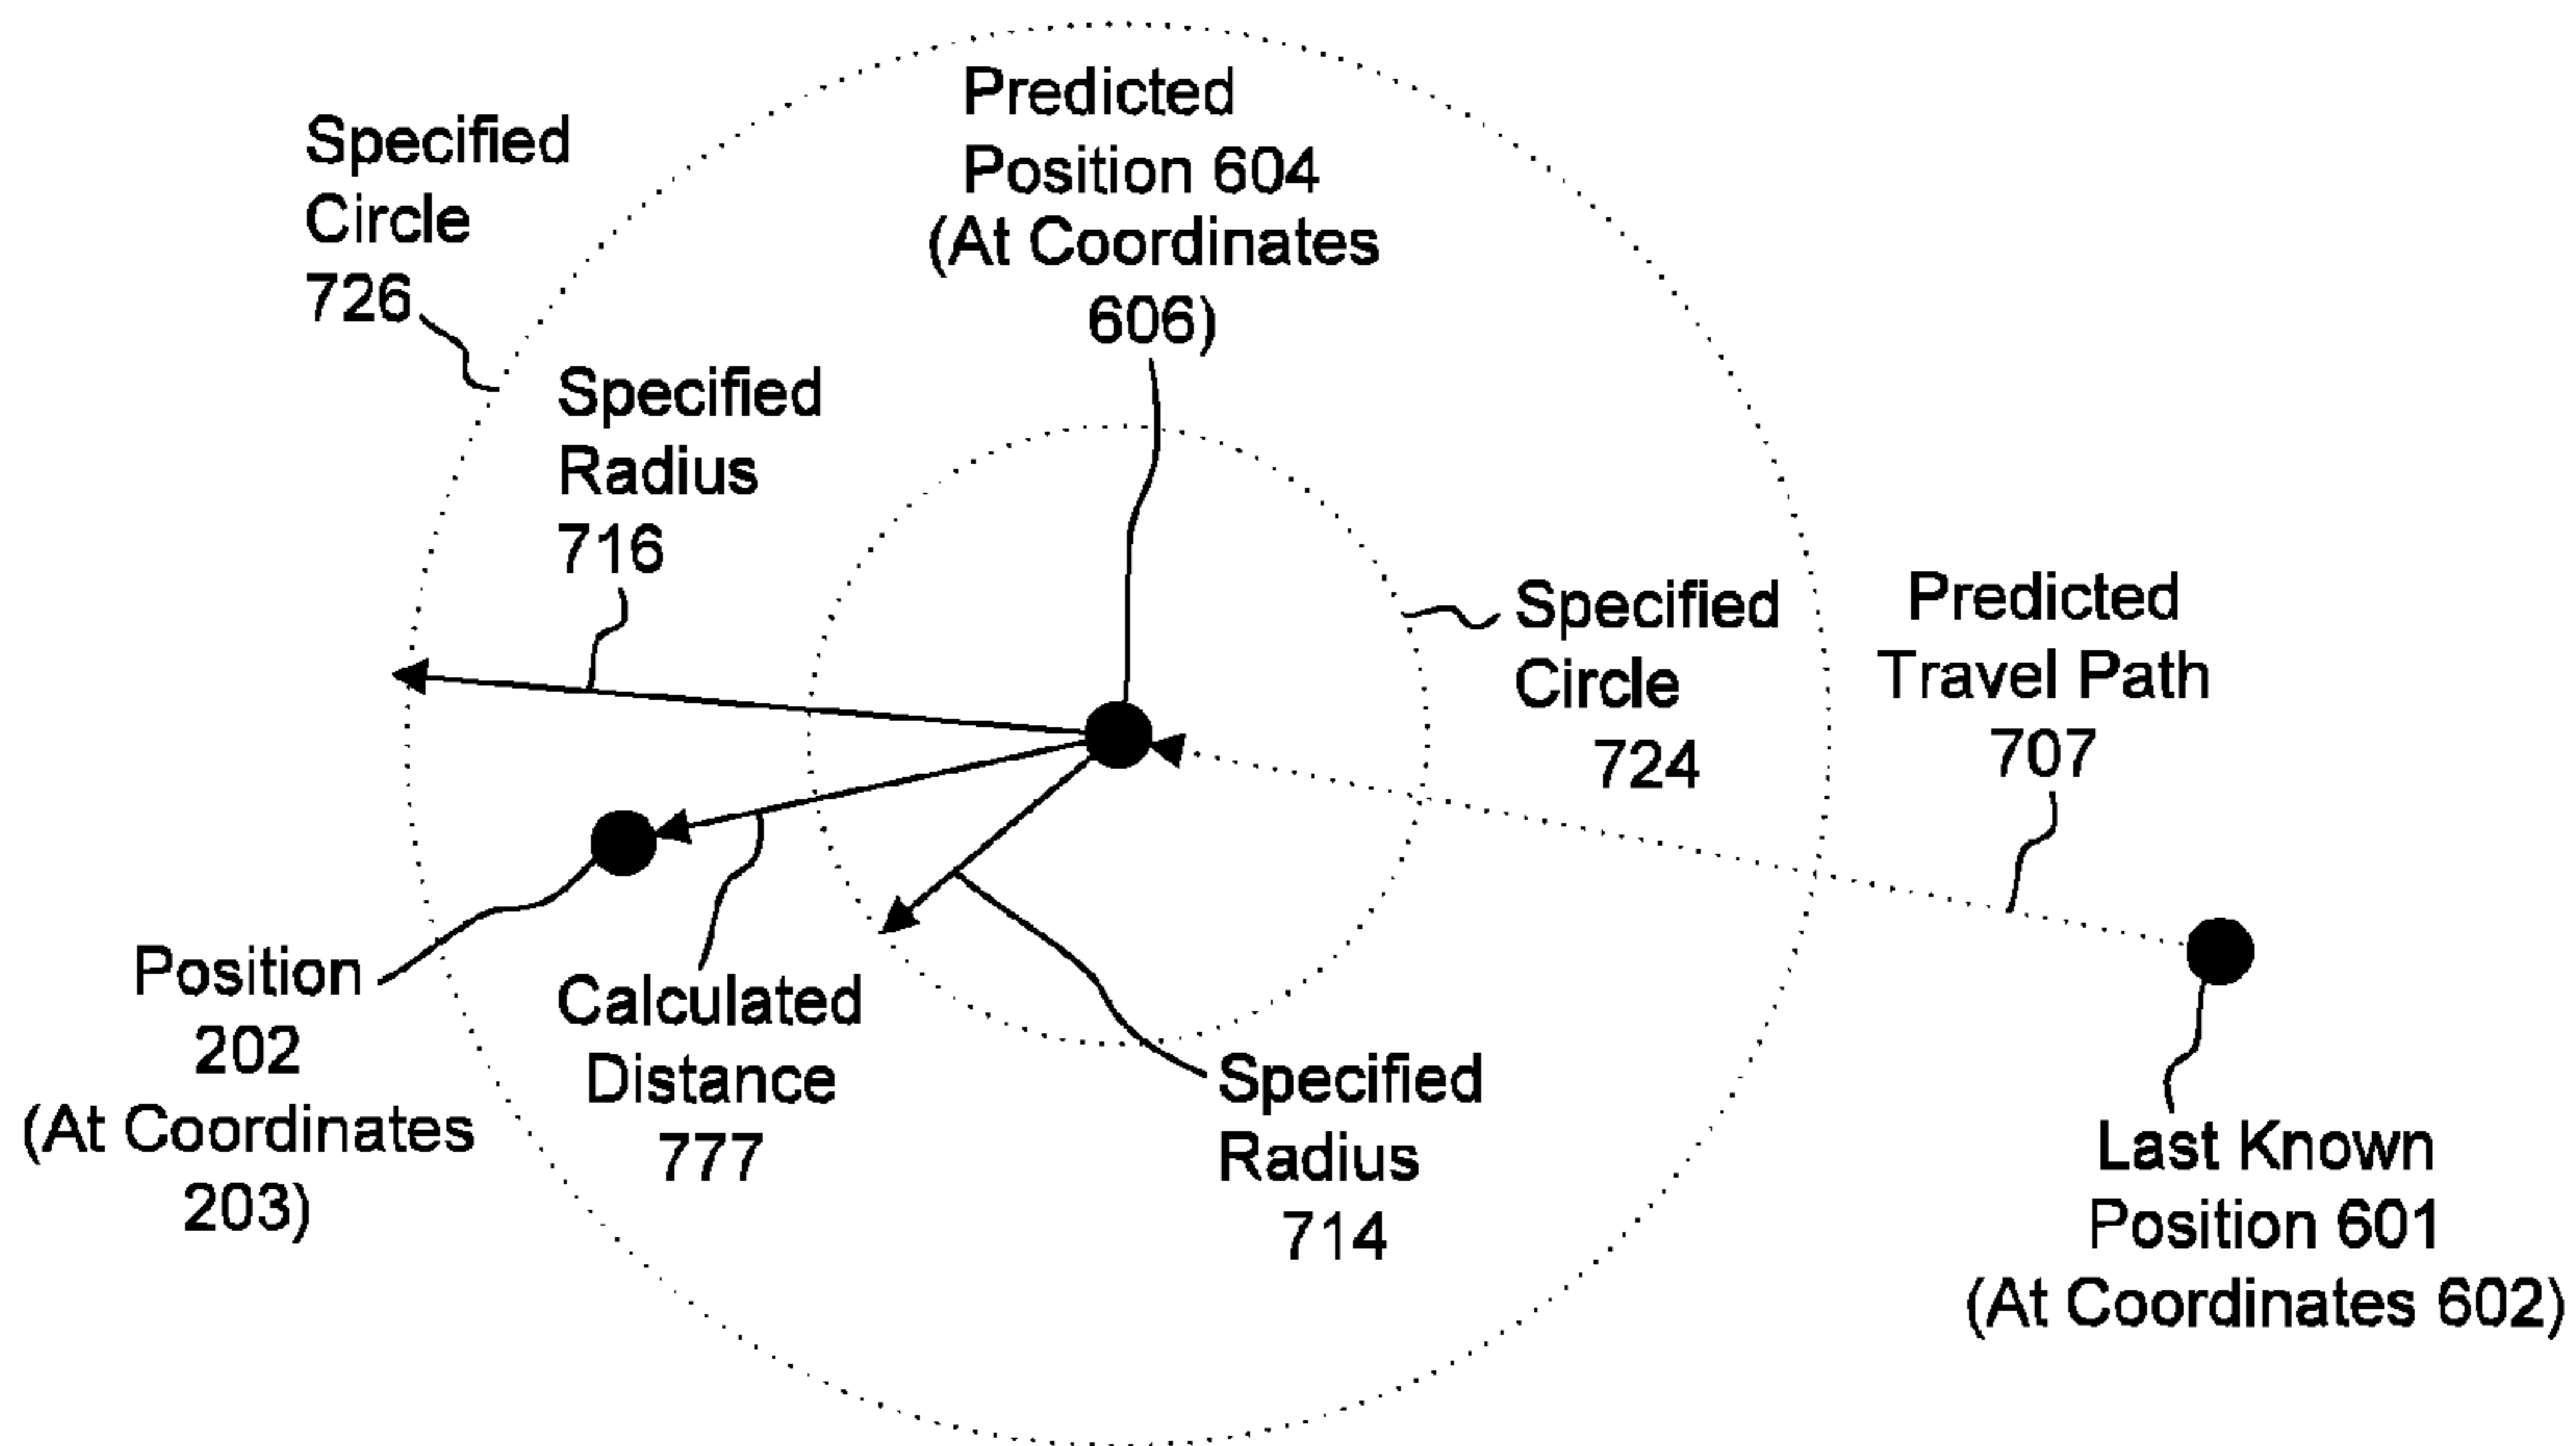 Predicted
Position 604
(At Coordinates
606)
Specified
Circle
726
Specified
Radius
716
Specified
Circle
724
Predicted
Travel Path
707
Position
202
(At Coordinates
203)
Calculated
Distance
777
Specified
Radius
714
Last Known
Position 601
(At Coordinates 602)